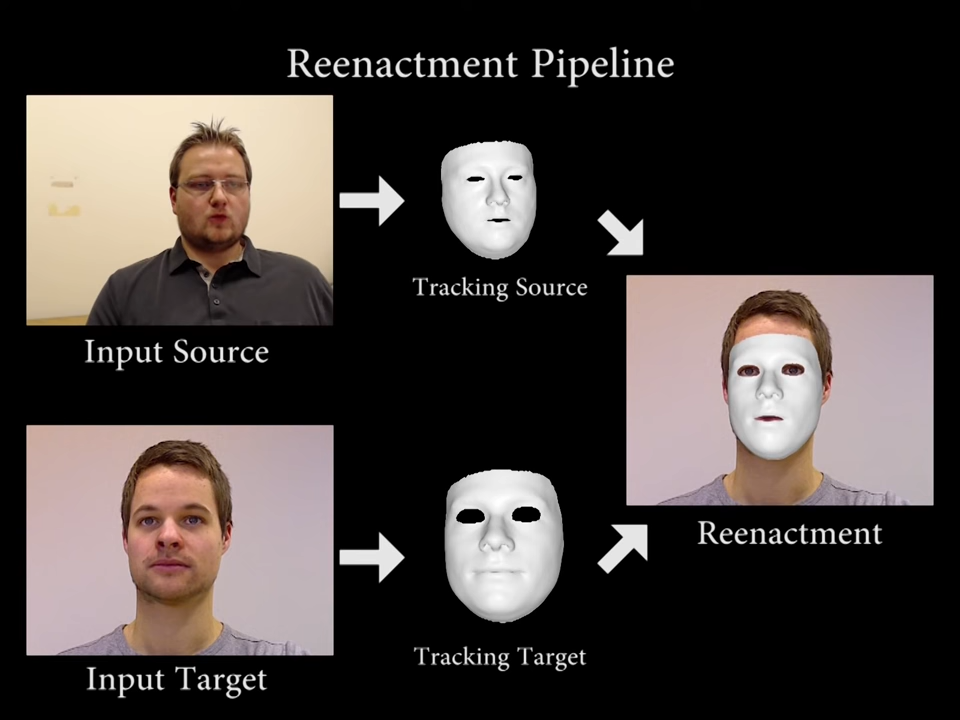 Reenactment Pipeline
Input Source
Tracking Source
Reenactment
Input Target
Tracking Target